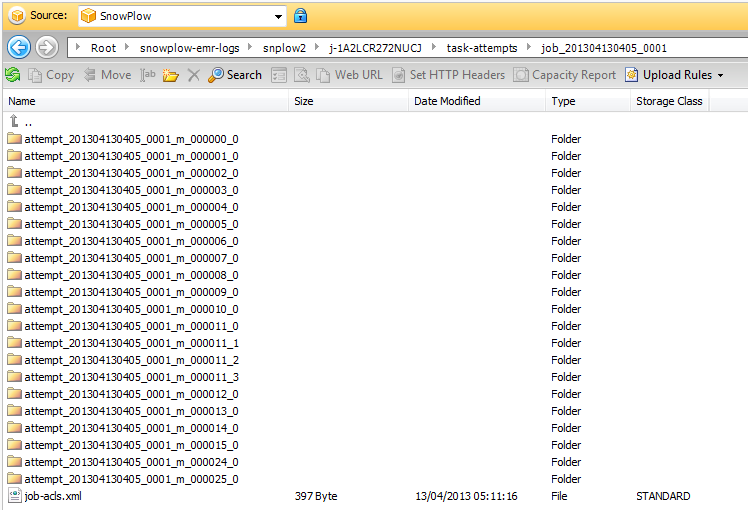 Source: SnowPlow
Root snowplow-emr-logs snplow2 j-1A2LCR272NUCJ task-attempts job_201304130405_0001
Copy Move Search Web URL Set HTTP Headers Capacity Report Upload Rules
Name Size Date Modified Type Storage Class
..
attempt_201304130405_0001_m_000000_0 Folder
attempt_201304130405_0001_m_000001_0 Folder
attempt_201304130405_0001_m_000002_0 Folder
attempt_201304130405_0001_m_000003_0 Folder
attempt_201304130405_0001_m_000004_0 Folder
attempt_201304130405_0001_m_000005_0 Folder
attempt_201304130405_0001_m_000006_0 Folder
attempt_201304130405_0001_m_000007_0 Folder
attempt_201304130405_0001_m_000008_0 Folder
attempt_201304130405_0001_m_000009_0 Folder
attempt_201304130405_0001_m_000010_0 Folder
attempt_201304130405_0001_m_000011_0 Folder
attempt_201304130405_0001_m_000011_1 Folder
attempt_201304130405_0001_m_000011_2 Folder
attempt_201304130405_0001_m_000011_3 Folder
attempt_201304130405_0001_m_000012_0 Folder
attempt_201304130405_0001_m_000013_0 Folder
attempt_201304130405_0001_m_000014_0 Folder
attempt_201304130405_0001_m_000015_0 Folder
attempt_201304130405_0001_m_000024_0 Folder
attempt_201304130405_0001_m_000025_0 Folder
job-acls.xml 397 Byte 13/04/2013 05:11:16 File STANDARD